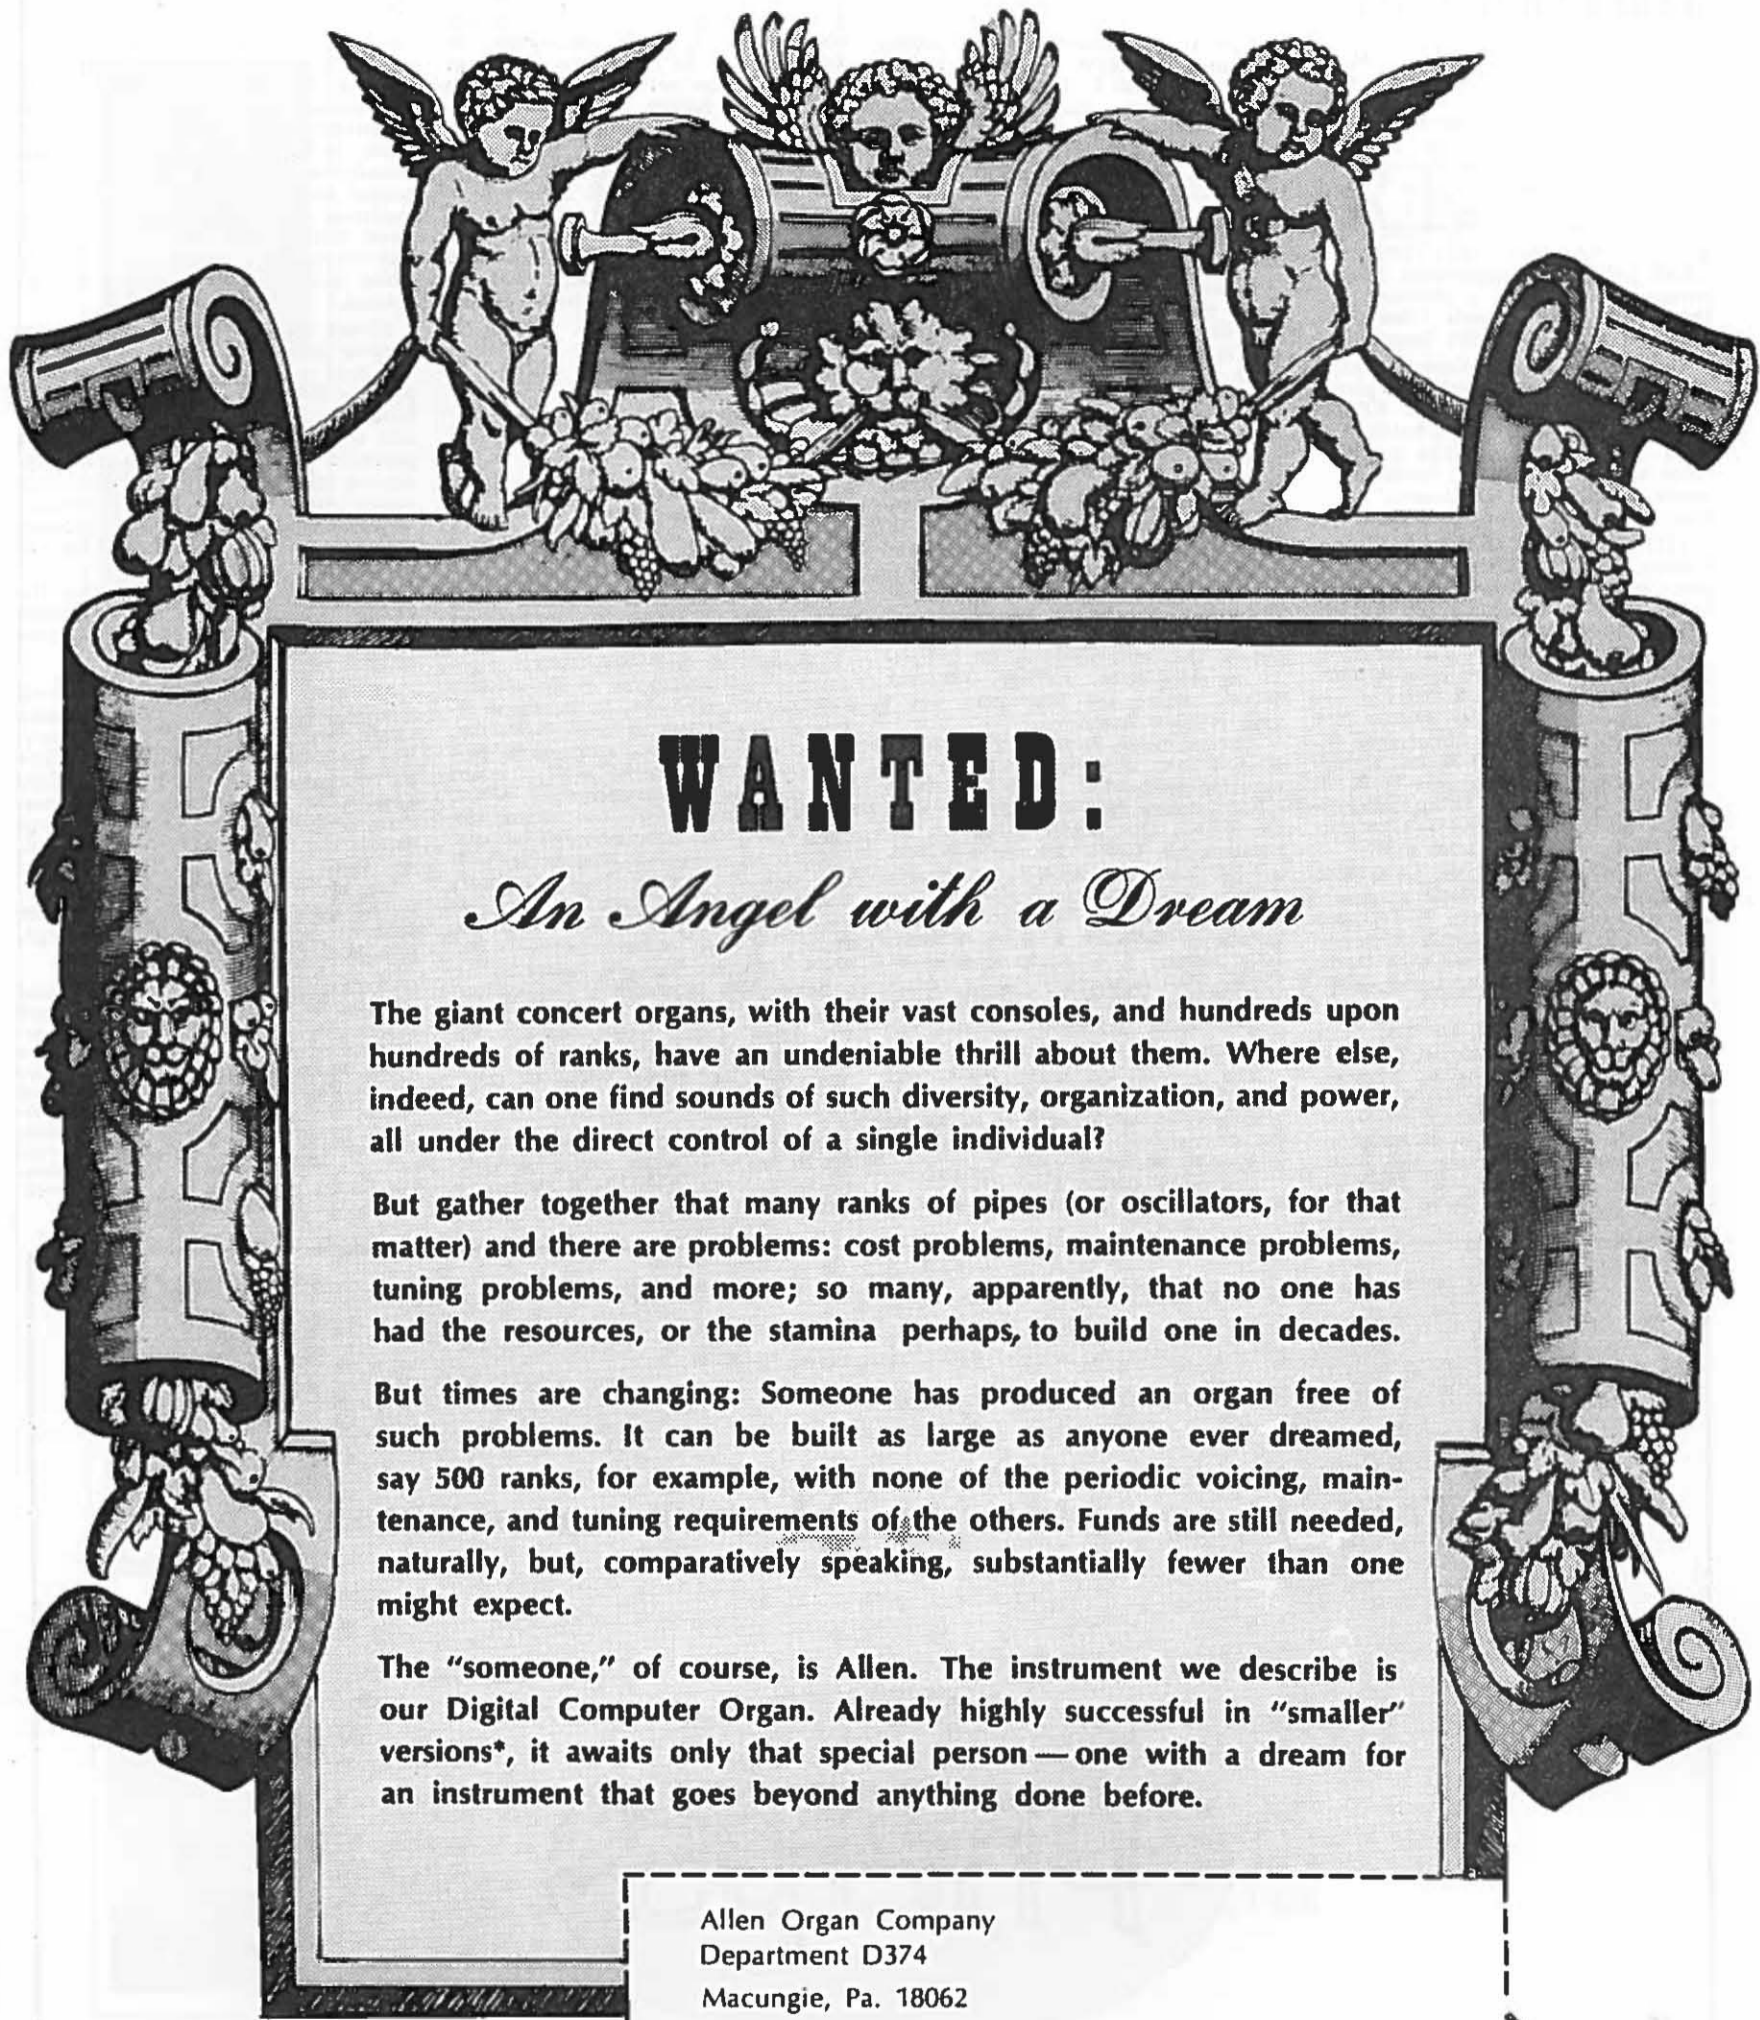 WANTED:
An Angel with a Dream
The giant concert organs, with their vast consoles, and hundreds upon
hundreds of ranks, have an undeniable thrill about them. Where else,
indeed, can one find sounds of such diversity, organization, and power,
all under the direct control of a single individual?
But gather together that many ranks of pipes (or oscillators, for that
matter) and there are problems: cost problems, maintenance problems,
tuning problems, and more; so many, apparently, that no one has
had the resources, or the stamina perhaps, to build one in decades.
But times are changing: Someone has produced an organ free of
such problems. It can be built as large as anyone ever dreamed,
say 500 ranks, for example, with none of the periodic voicing, main-
tenance, and tuning requirements of the others. Funds are still needed,
naturally, but, comparatively speaking, substantially fewer than one
might expect.
The "someone," of course, is Allen. The instrument we describe is
our Digital Computer Organ. Already highly successful in "smaller"
versions*, it awaits only that special person — one with a dream for
an instrument that goes beyond anything done before.
Allen Organ Company
Department D374
Macungie, Pa. 18062